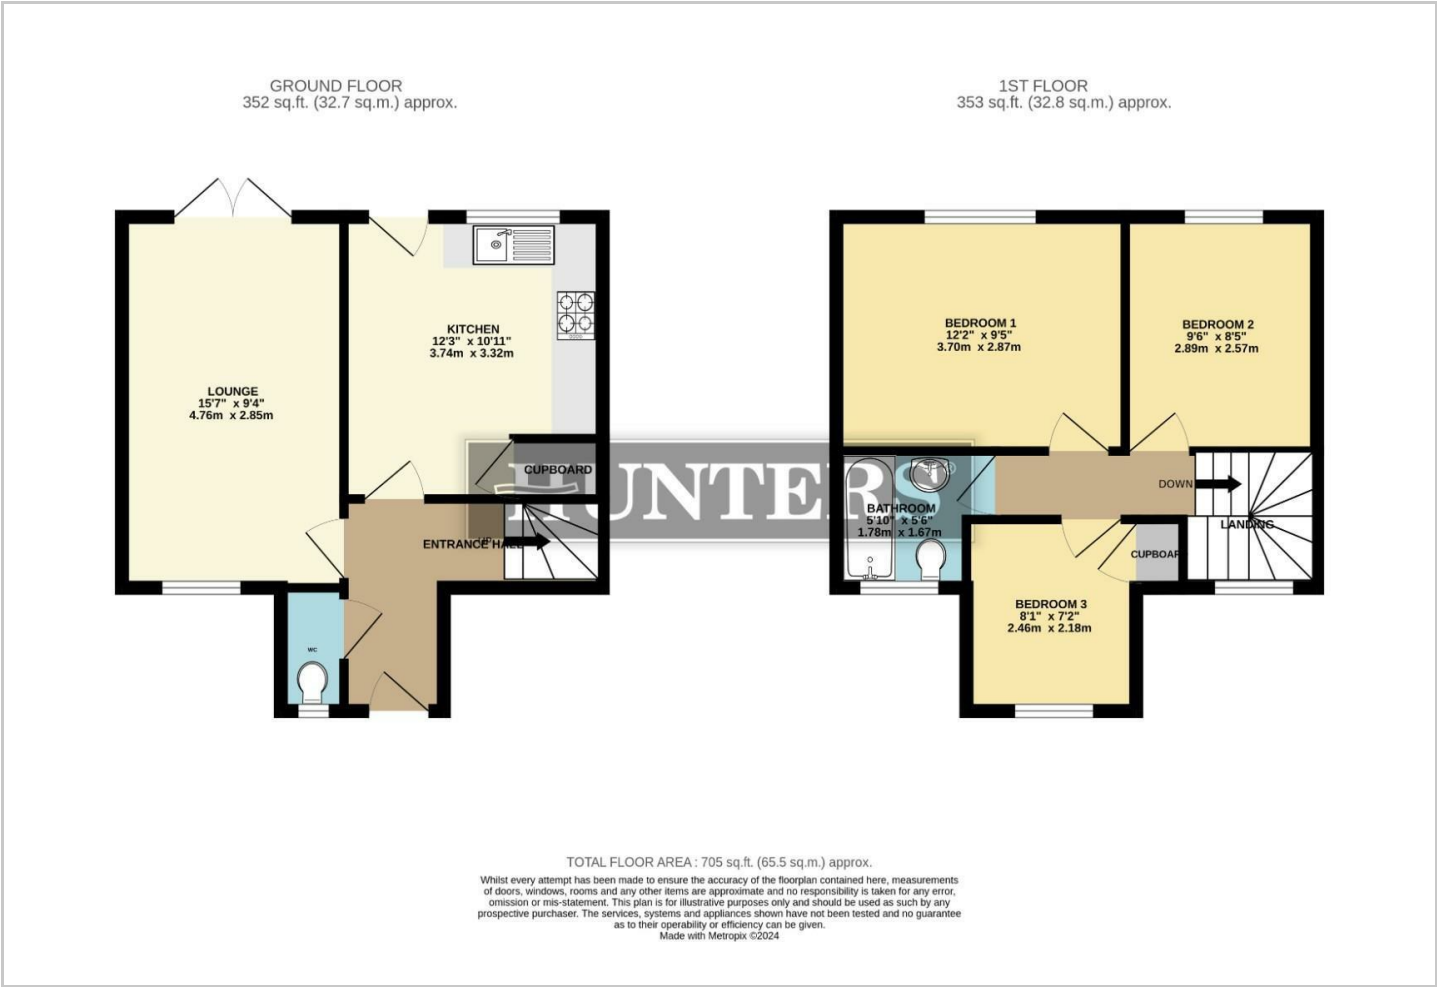 GROUND FLOOR
352 sq.ft. (32.7 sq.m.) approx.
1ST FLOOR
353 sq.ft. (32.8 sq.m.) approx.
LOUNGE
15'7" x 9'4"
4.76m x 2.85m
KITCHEN
12'3" x 10'11"
3.74m x 3.32m
CUPBOARD
ENTRANCE HALL
UP
WC
BEDROOM 1
12'2" x 9'5"
3.70m x 2.87m
BEDROOM 2
9'6" x 8'5"
2.89m x 2.57m
DOWN
LANDING
BATHROOM
5'10" x 5'6"
1.78m x 1.67m
CUPBOAR
BEDROOM 3
8'1" x 7'2"
2.46m x 2.18m
HUNTERS®
TOTAL FLOOR AREA : 705 sq.ft. (65.5 sq.m.) approx.
Whilst every attempt has been made to ensure the accuracy of the floorplan contained here, measurements
of doors, windows, rooms and any other items are approximate and no responsibility is taken for any error,
omission or mis-statement. This plan is for illustrative purposes only and should be used as such by any
prospective purchaser. The services, systems and appliances shown have not been tested and no guarantee
as to their operability or efficiency can be given.
Made with Metropix ©2024